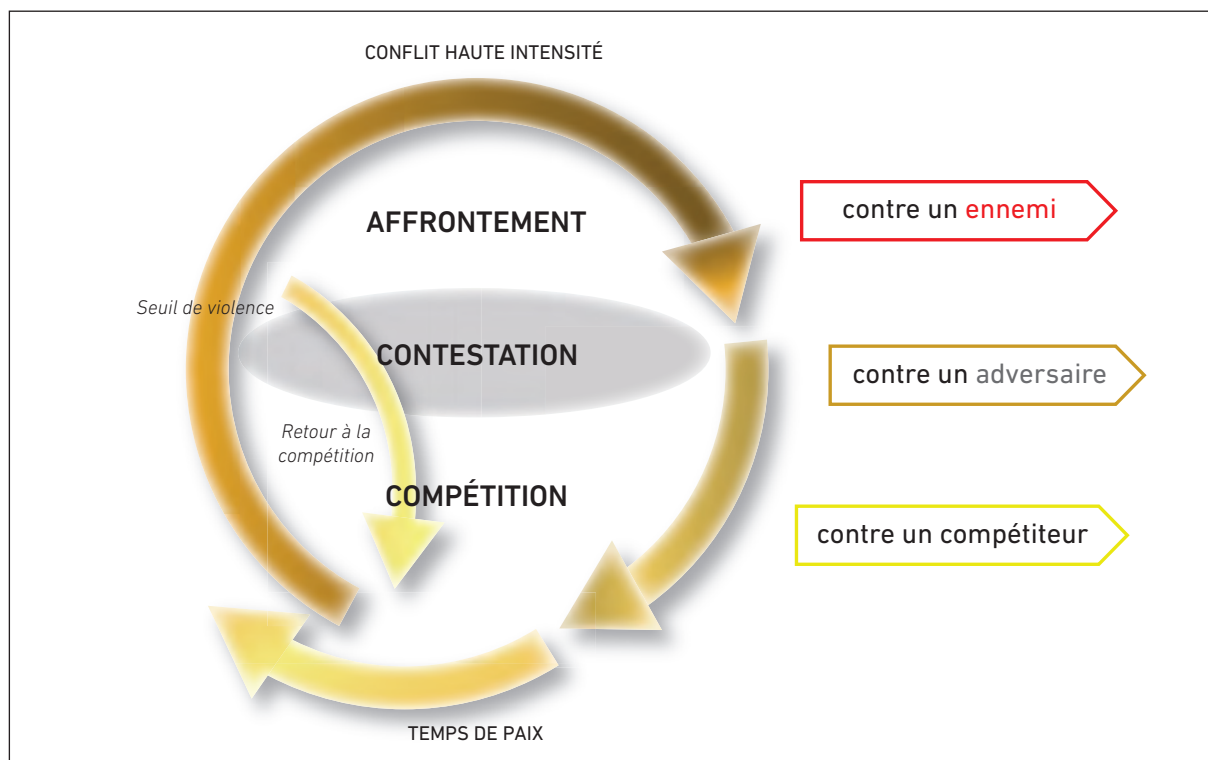 CONFLIT HAUTE INTENSITÉ
AFFRONTEMENT
contre un ennemi
Seuil de violence
CONTESTATION
contre un adversaire
Retour à la
compétition
COMPÉTITION
contre un compétiteur
TEMPS DE PAIX